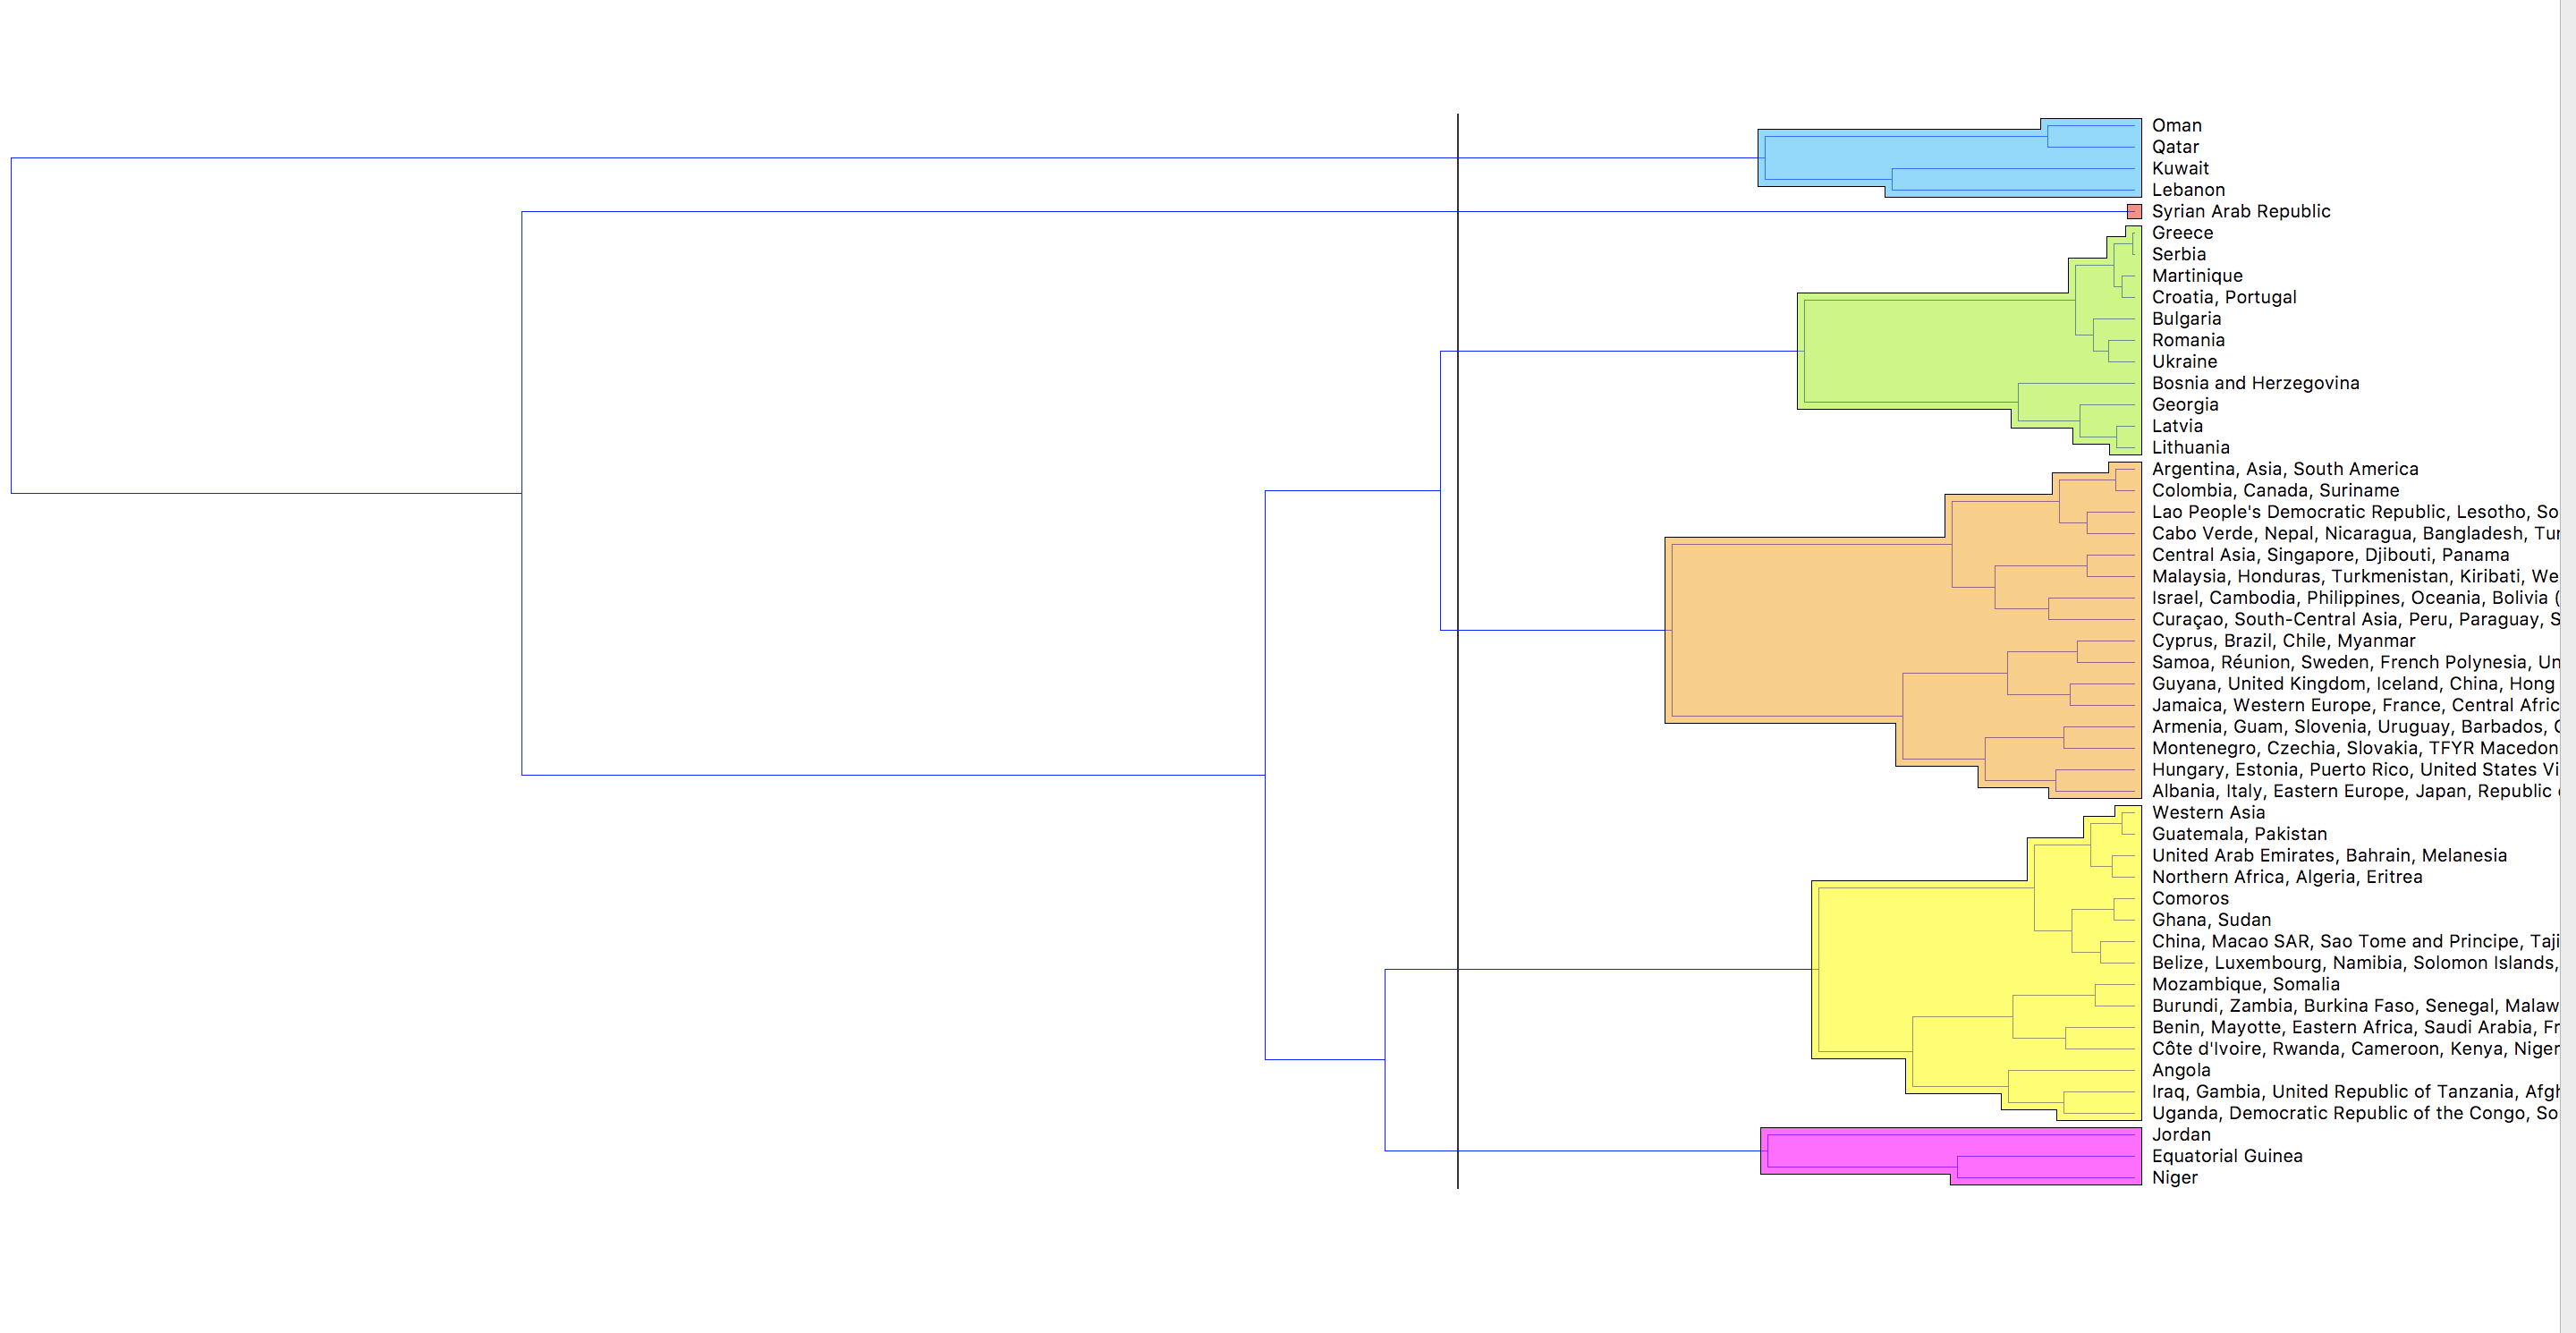 Oman
Qatar
Kuwait
Lebanon
Syrian Arab Republic
Greece
Serbia
Martinique
Croatia, Portugal
Bulgaria
Romania
Ukraine
Bosnia and Herzegovina
Georgia
Latvia
Lithuania
Argentina, Asia, South America
Colombia, Canada, Suriname
Lao People's Democratic Republic, Lesotho, So
Cabo Verde, Nepal, Nicaragua, Bangladesh, Tur
Central Asia, Singapore, Djibouti, Panama
Malaysia, Honduras, Turkmenistan, Kiribati, We
Israel, Cambodia, Philippines, Oceania, Bolivia (
Curaçao, South-Central Asia, Peru, Paraguay, S
Cyprus, Brazil, Chile, Myanmar
Samoa, Réunion, Sweden, French Polynesia, Un
Guyana, United Kingdom, Iceland, China, Hong
Jamaica, Western Europe, France, Central Afric
Armenia, Guam, Slovenia, Uruguay, Barbados,
Montenegro, Czechia, Slovakia, TFYR Macedon
Hungary, Estonia, Puerto Rico, United States Vi
Albania, Italy, Eastern Europe, Japan, Republic
Western Asia
Guatemala, Pakistan
United Arab Emirates, Bahrain, Melanesia
Northern Africa, Algeria, Eritrea
Comoros
Ghana, Sudan
China, Macao SAR, Sao Tome and Principe, Taji
Belize, Luxembourg, Namibia, Solomon Islands,
Mozambique, Somalia
Burundi, Zambia, Burkina Faso, Senegal, Malaw
Benin, Mayotte, Eastern Africa, Saudi Arabia, Fr
Côte d'Ivoire, Rwanda, Cameroon, Kenya, Niger
Angola
Iraq, Gambia, United Republic of Tanzania, Afgh
Uganda, Democratic Republic of the Congo, So
Jordan
Equatorial Guinea
Niger